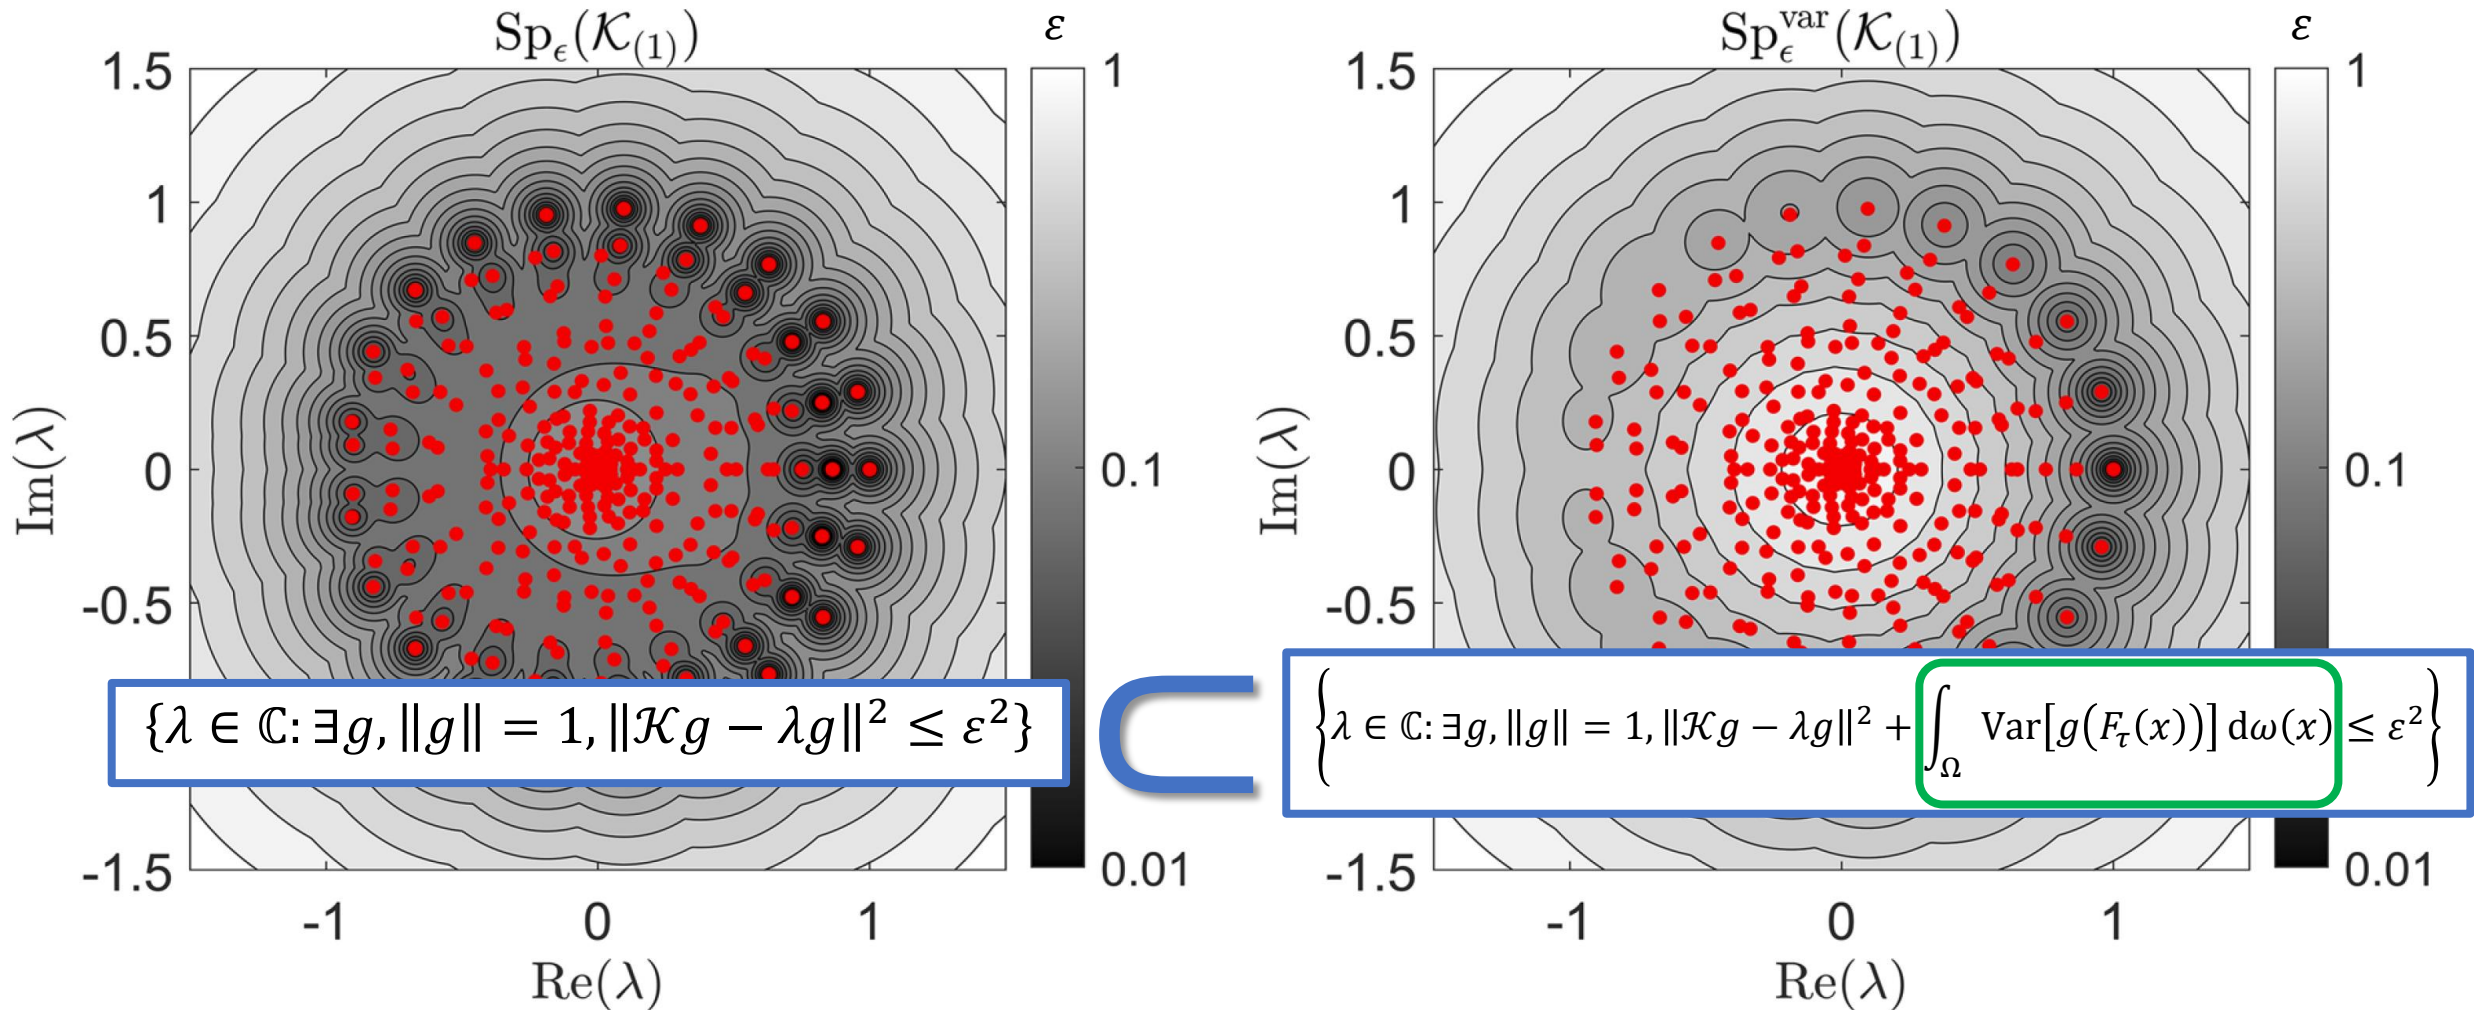 Sp_ϵ(𝒦_(1))
ε
1.5
1
0.5
0
-0.5
-1.5
-1
0
1
Re(λ)
Im(λ)
1
0.1
0.01
{λ ∈ ℂ: ∃g, ‖g‖ = 1, ‖𝒦g − λg‖² ≤ ε²}
⊂
Sp_ϵ^var(𝒦_(1))
ε
1.5
1
0.5
0
-0.5
-1.5
-1
0
1
Re(λ)
Im(λ)
1
0.1
0.01
{λ ∈ ℂ: ∃g, ‖g‖ = 1, ‖𝒦g − λg‖² + ∫_Ω Var[g(F_τ(x))] dω(x) ≤ ε²}